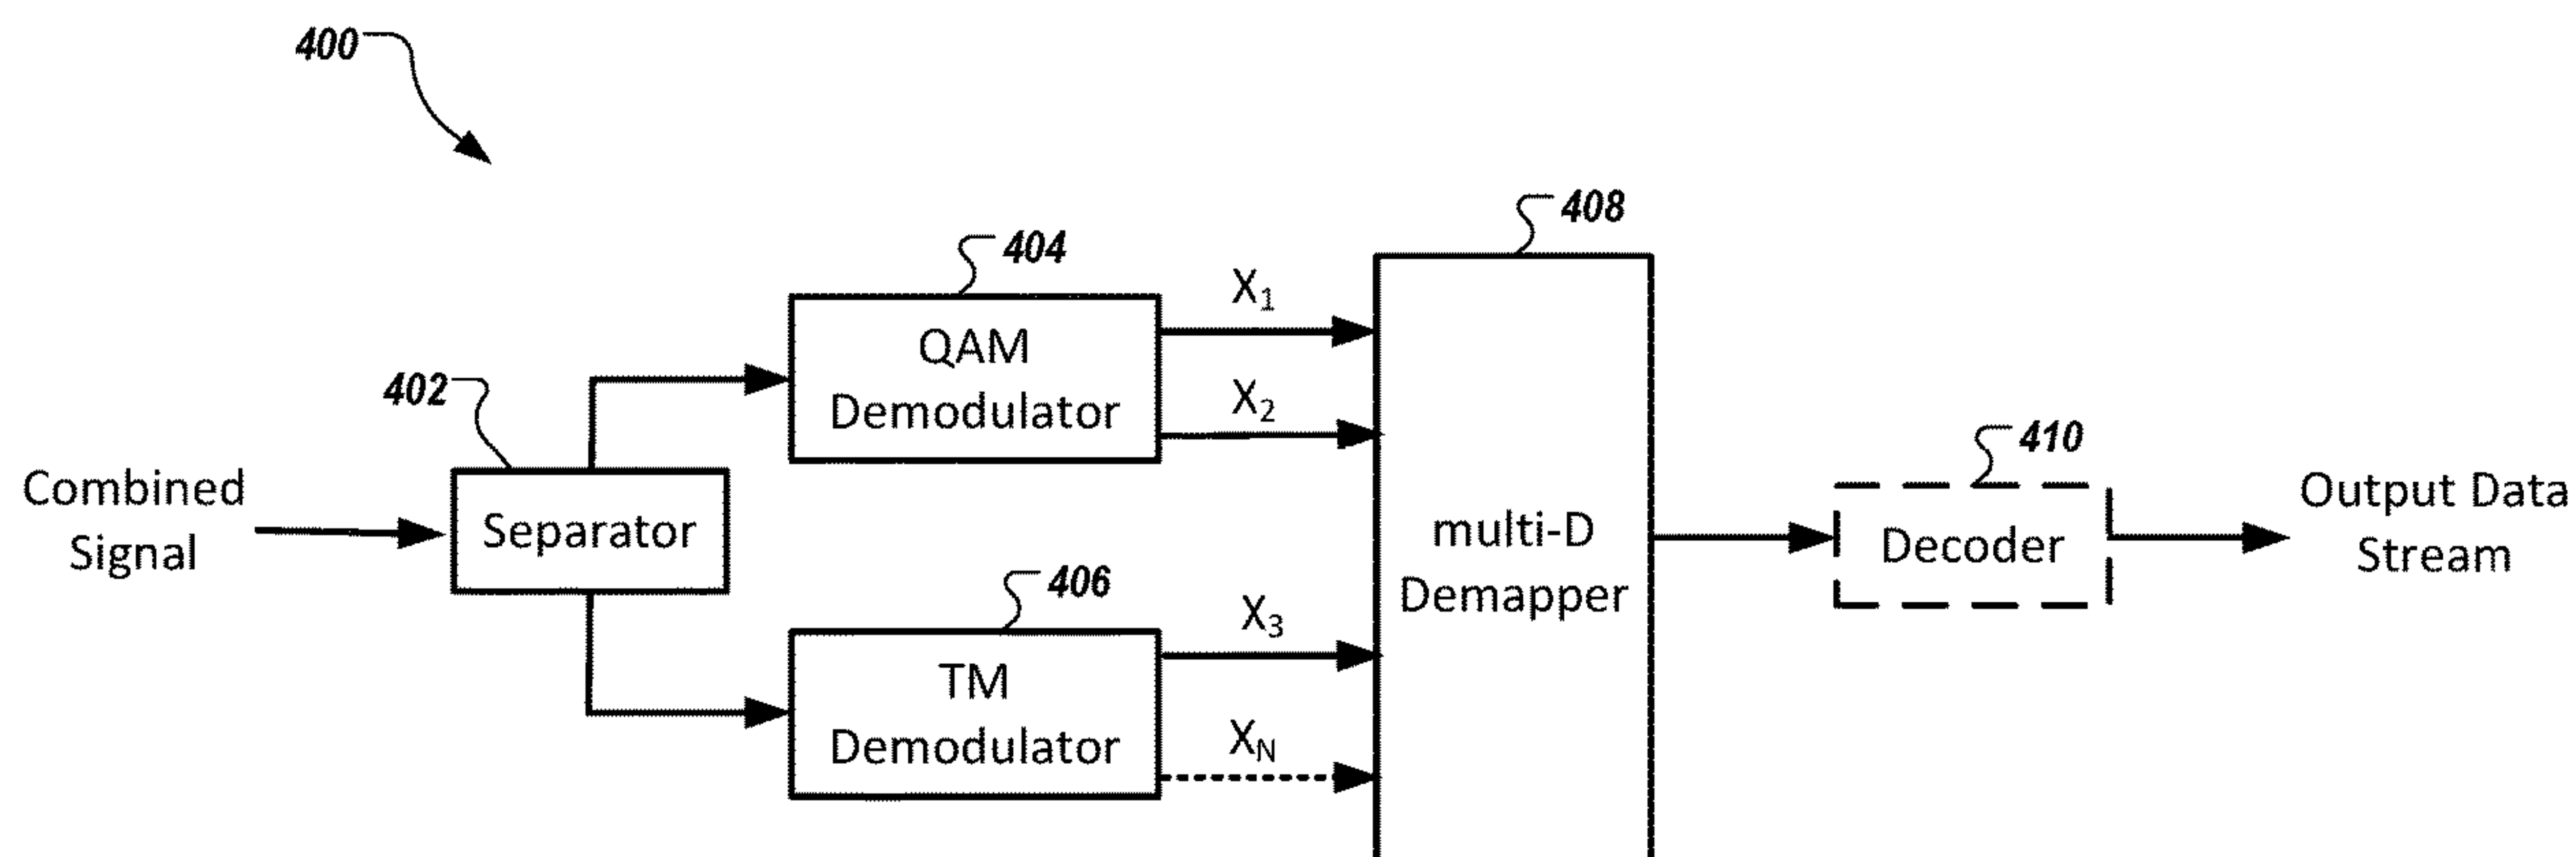 400
408
404
X₁
QAM
Demodulator
X₂
402
410
Combined
Signal
Separator
multi-D
Demapper
Decoder
Output Data
Stream
406
X₃
TM
Demodulator
X_N